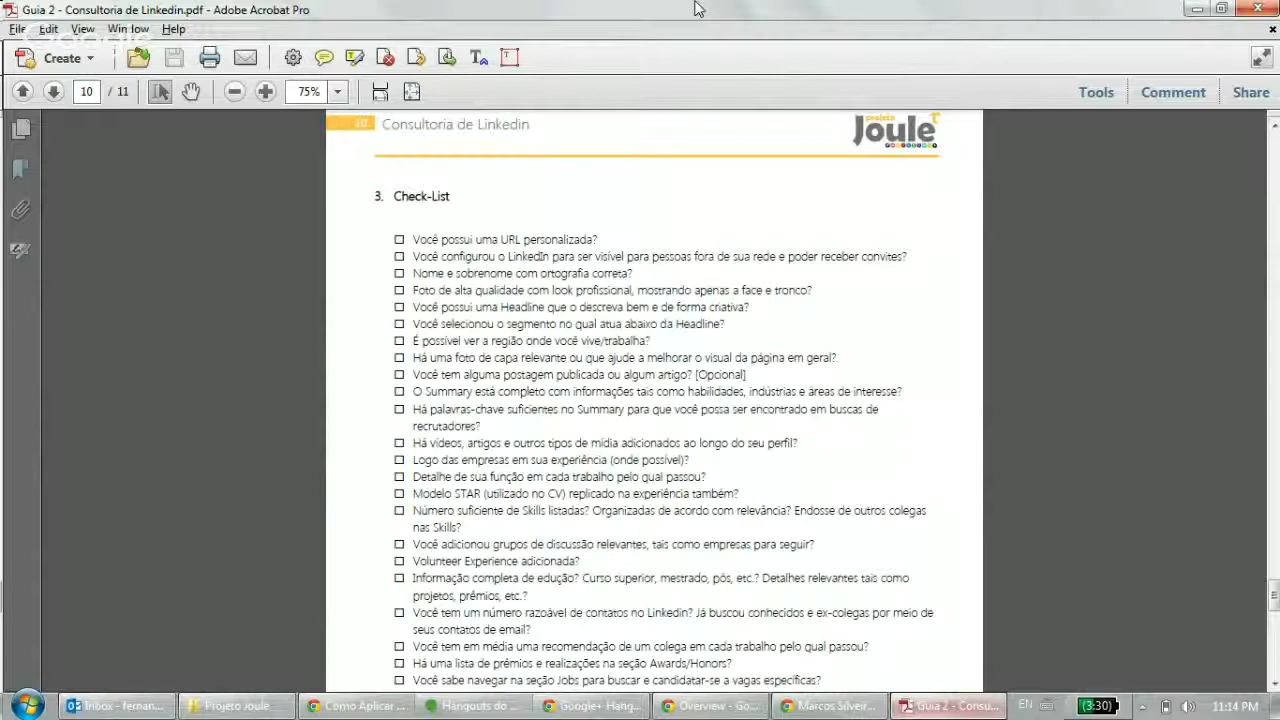 Guia 2 - Consultoria de Linkedin.pdf - Adobe Acrobat Pro
File Edit View Window Help
Create
10 / 11 75% Tools Comment Share
10 Consultoria de Linkedin
projeto
Joule
3. Check-List
Você possui uma URL personalizada?
Você configurou o LinkedIn para ser visível para pessoas fora de sua rede e poder receber convites?
Nome e sobrenome com ortografia correta?
Foto de alta qualidade com look profissional, mostrando apenas a face e tronco?
Você possui uma Headline que o descreva bem e de forma criativa?
Você selecionou o segmento no qual atua abaixo da Headline?
É possível ver a região onde você vive/trabalha?
Há uma foto de capa relevante ou que ajude a melhorar o visual da página em geral?
Você tem alguma postagem publicada ou algum artigo? [Opcional]
O Summary está completo com informações tais como habilidades, indústrias e áreas de interesse?
Há palavras-chave suficientes no Summary para que você possa ser encontrado em buscas de
recrutadores?
Há vídeos, artigos e outros tipos de mídia adicionados ao longo do seu perfil?
Logo das empresas em sua experiência (onde possível)?
Detalhe de sua função em cada trabalho pelo qual passou?
Modelo STAR (utilizado no CV) replicado na experiência também?
Número suficiente de Skills listadas? Organizadas de acordo com relevância? Endosse de outros colegas
nas Skills?
Você adicionou grupos de discussão relevantes, tais como empresas para seguir?
Volunteer Experience adicionada?
Informação completa de edução? Curso superior, mestrado, pós, etc.? Detalhes relevantes tais como
projetos, prêmios, etc.?
Você tem um número razoável de contatos no Linkedin? Já buscou conhecidos e ex-colegas por meio de
seus contatos de email?
Você tem em média uma recomendação de um colega em cada trabalho pelo qual passou?
Há uma lista de prêmios e realizações na seção Awards/Honors?
Você sabe navegar na seção Jobs para buscar e candidatar-se a vagas específicas?
Inbox - fernan... Projeto Joule Como Aplicar ... Hangouts do ... Google+ Hang... Overview - Go... Marcos Silveir... Guia 2 - Consu... EN (3:30) 11:14 PM